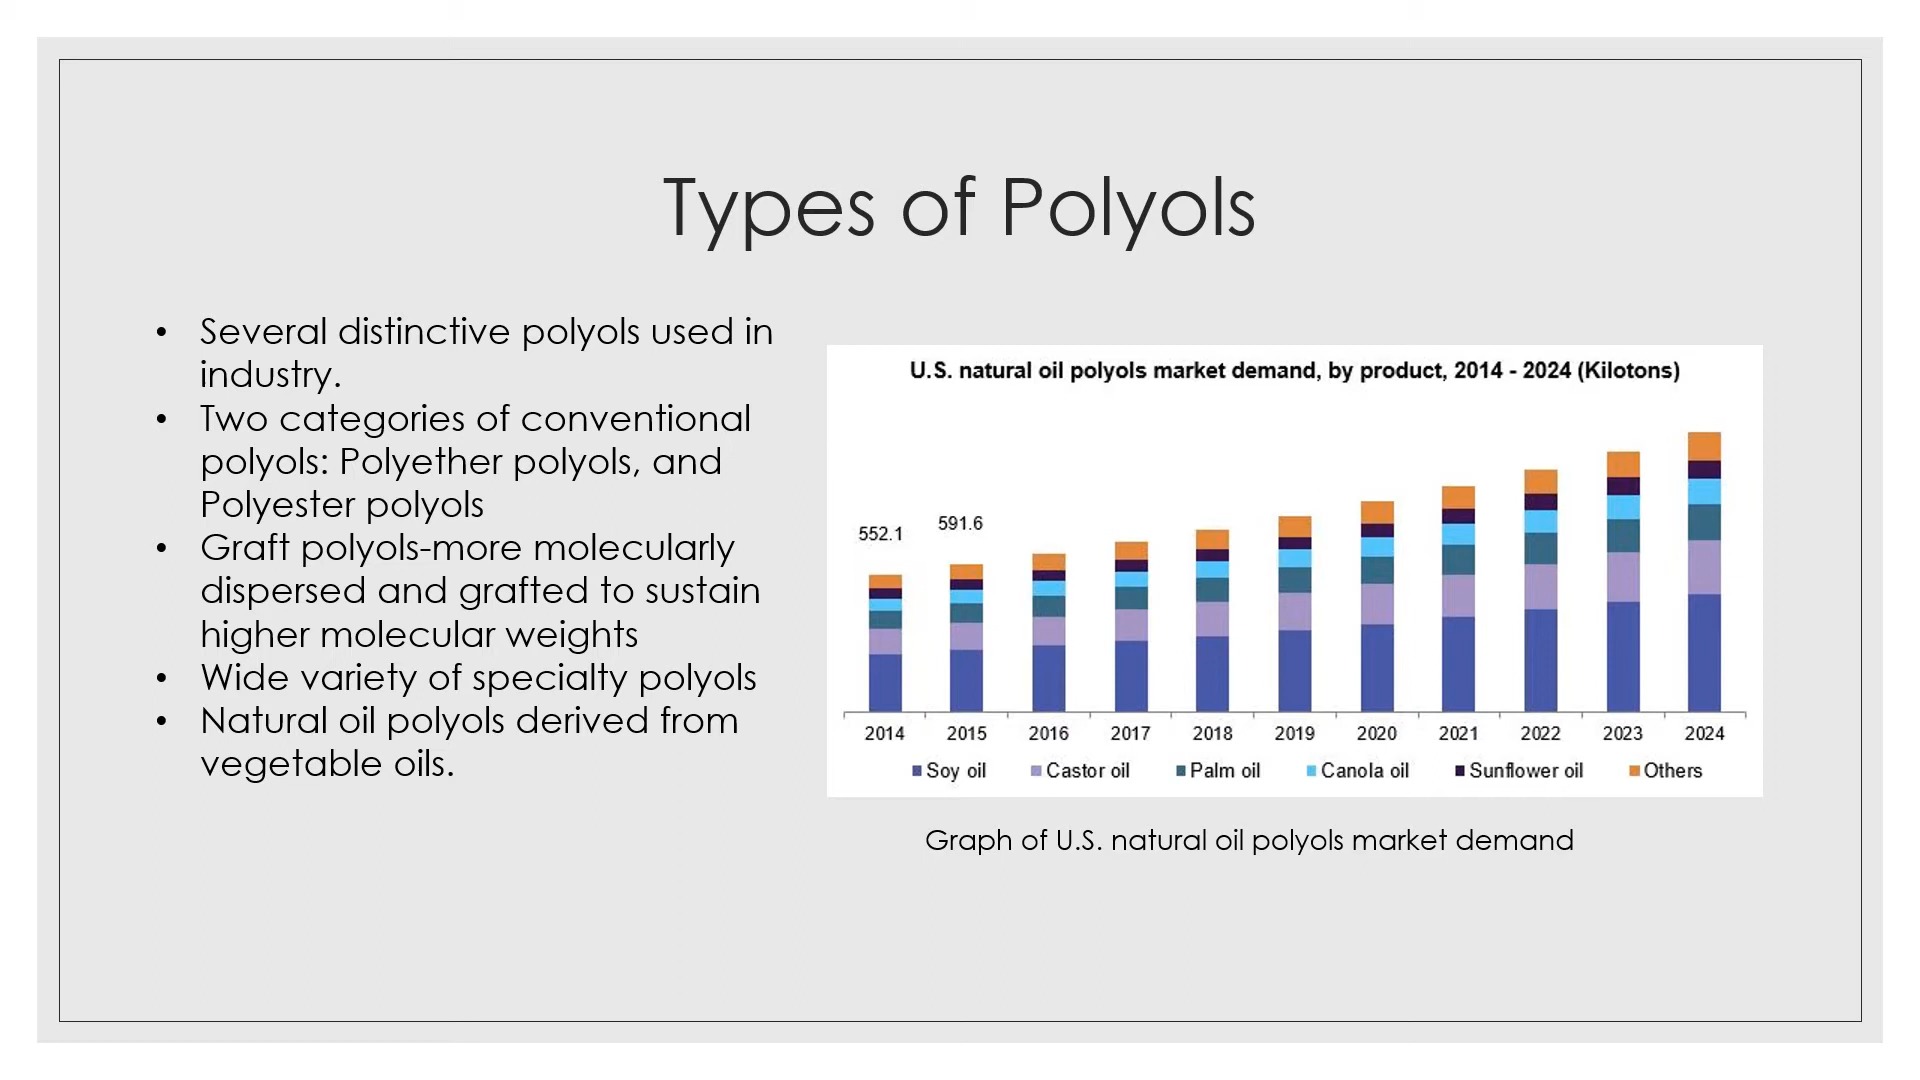 Types of Polyols
• Several distinctive polyols used in
industry.
• Two categories of conventional
polyols: Polyether polyols, and
Polyester polyols
• Graft polyols-more molecularly
dispersed and grafted to sustain
higher molecular weights
• Wide variety of specialty polyols
• Natural oil polyols derived from
vegetable oils.
U.S. natural oil polyols market demand, by product, 2014 - 2024 (Kilotons)
552.1
591.6
2014 2015 2016 2017 2018 2019 2020 2021 2022 2023 2024
Soy oil Castor oil Palm oil Canola oil Sunflower oil Others
Graph of U.S. natural oil polyols market demand